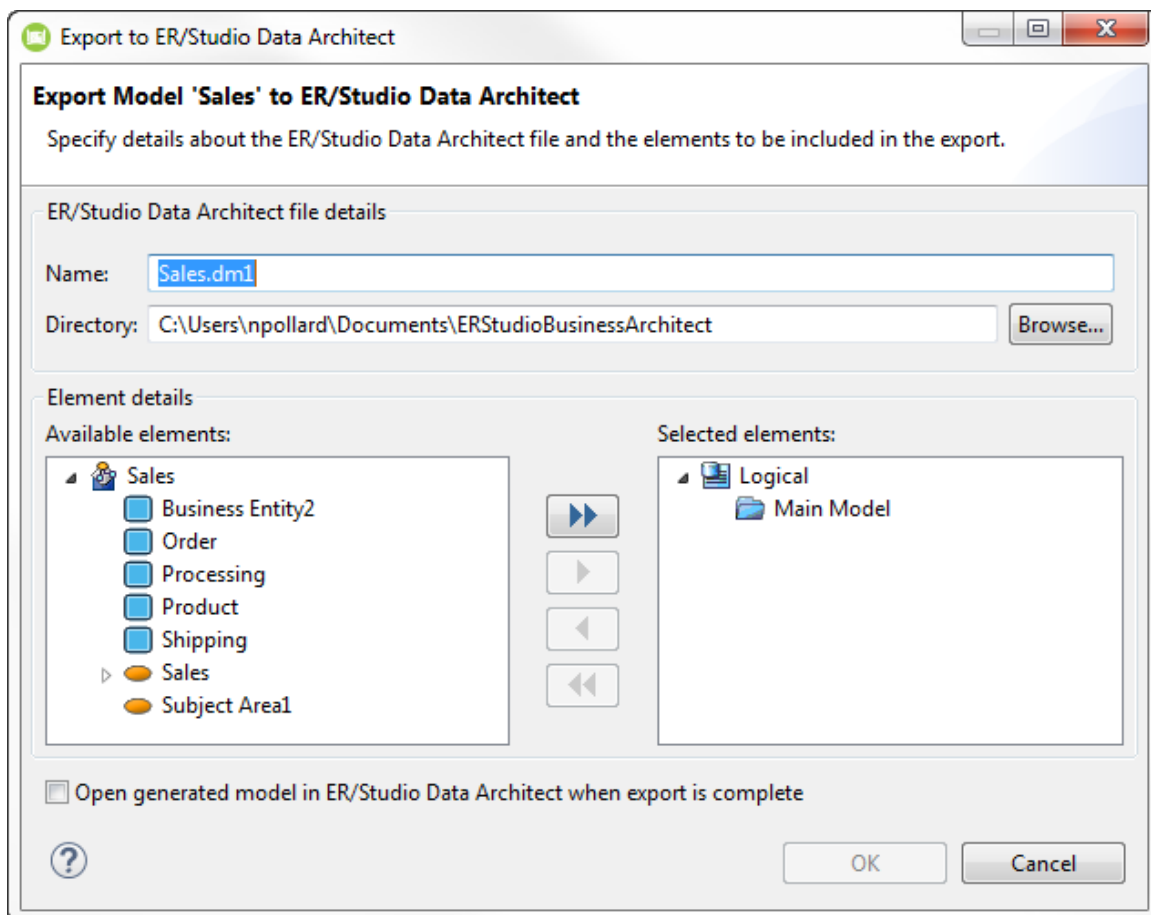 Export to ER/Studio Data Architect
Export Model 'Sales' to ER/Studio Data Architect
Specify details about the ER/Studio Data Architect file and the elements to be included in the export.
ER/Studio Data Architect file details
Name: Sales.dm1
Directory: C:\Users\npollard\Documents\ERStudioBusinessArchitect Browse...
Element details
Available elements:
Sales
Business Entity2
Order
Processing
Product
Shipping
Sales
Subject Area1
Selected elements:
Logical
Main Model
Open generated model in ER/Studio Data Architect when export is complete
? OK Cancel